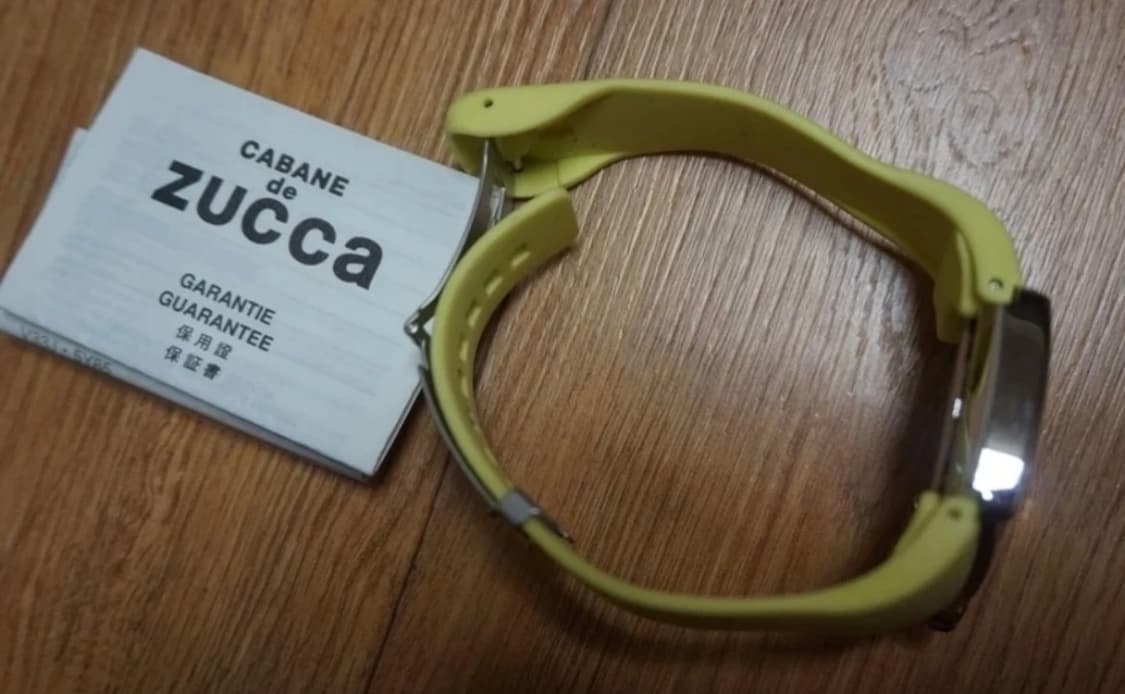 CABANE
de
zucca
GARANTIE
GUARANTEE
保用證
保証書